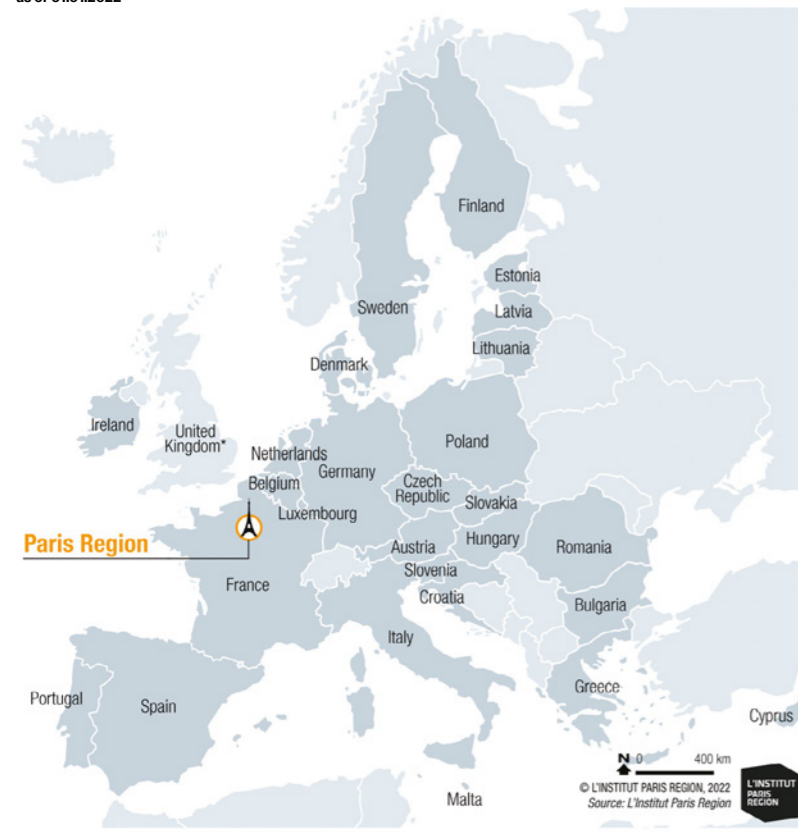 Finland
Estonia
Sweden
Latvia
Lithuania
Denmark
Ireland
United
Kingdom*
Netherlands
Poland
Germany
Belgium
Czech
Republic
Slovakia
Luxembourg
Paris Region
Austria
Hungary
Romania
Slovenia
France
Croatia
Bulgaria
Italy
Portugal
Spain
Greece
Cyprus
N 0 400 km
© L'INSTITUT PARIS REGION, 2022
Source: L'Institut Paris Region
L'INSTITUT
PARIS
REGION
Malta